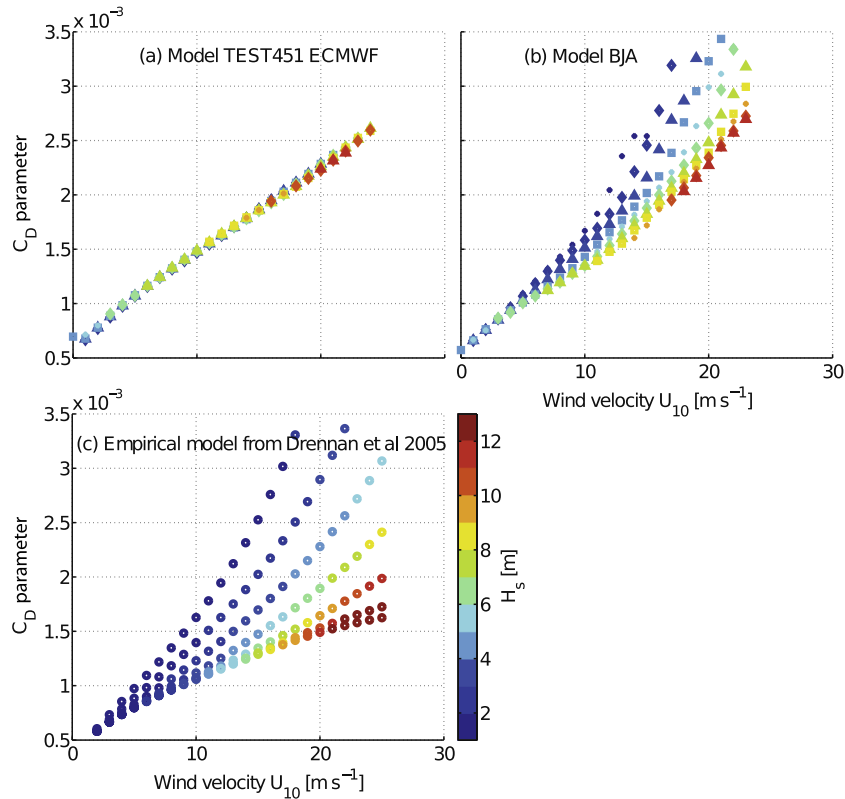 x 10⁻³
(a) Model TEST451 ECMWF
(b) Model BJA
3.5
3
2.5
2
1.5
1
0.5
C_D parameter
0 10 20 30
Wind velocity U₁₀ [m s⁻¹]
x 10⁻³
(c) Empirical model from Drennan et al 2005
3.5
3
2.5
2
1.5
1
0.5
C_D parameter
0 10 20 30
Wind velocity U₁₀ [m s⁻¹]
12
10
8
6
4
2
H_s [m]